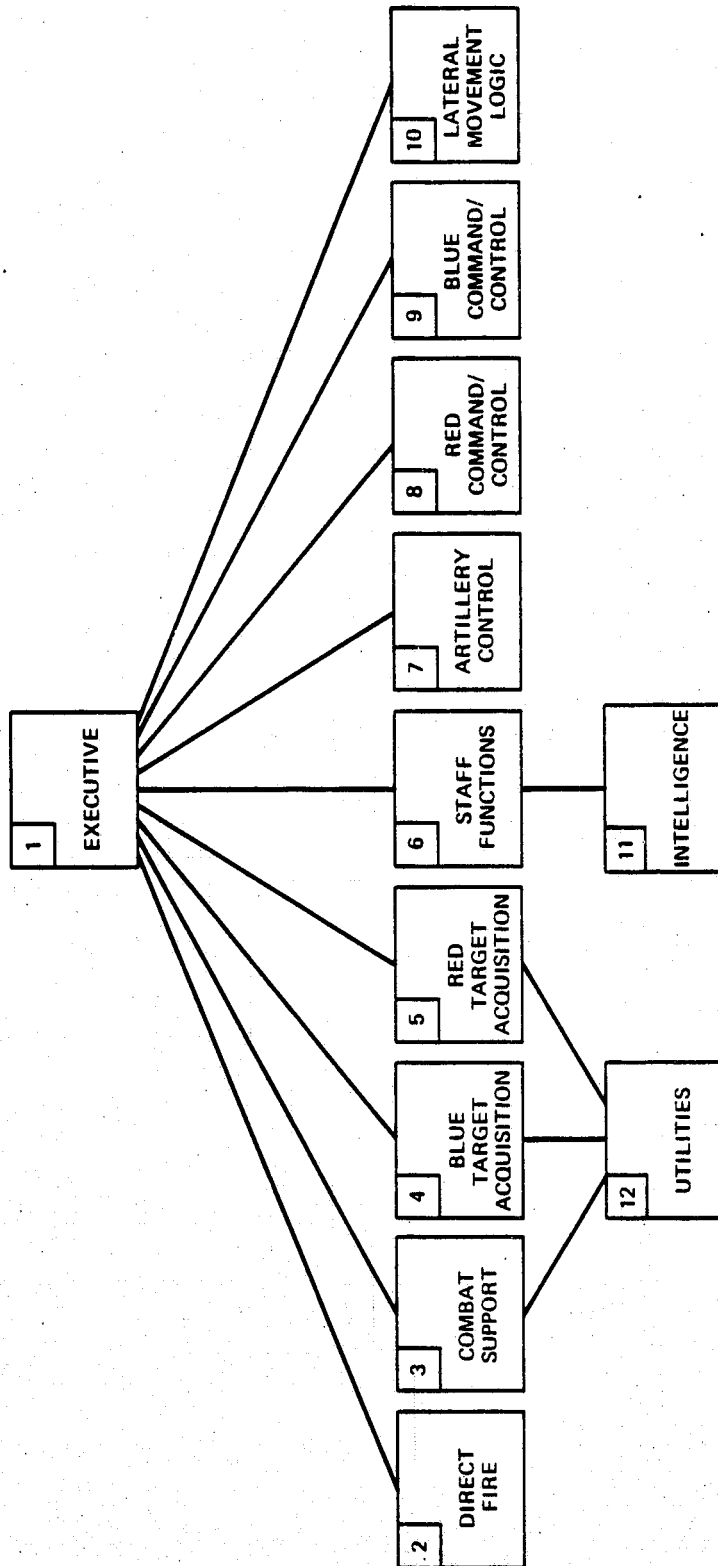 1
EXECUTIVE
2
DIRECT
FIRE
3
COMBAT
SUPPORT
4
BLUE
TARGET
ACQUISITION
5
RED
TARGET
ACQUISITION
6
STAFF
FUNCTIONS
7
ARTILLERY
CONTROL
8
RED
COMMAND/
CONTROL
9
BLUE
COMMAND/
CONTROL
10
LATERAL
MOVEMENT
LOGIC
12
UTILITIES
11
INTELLIGENCE